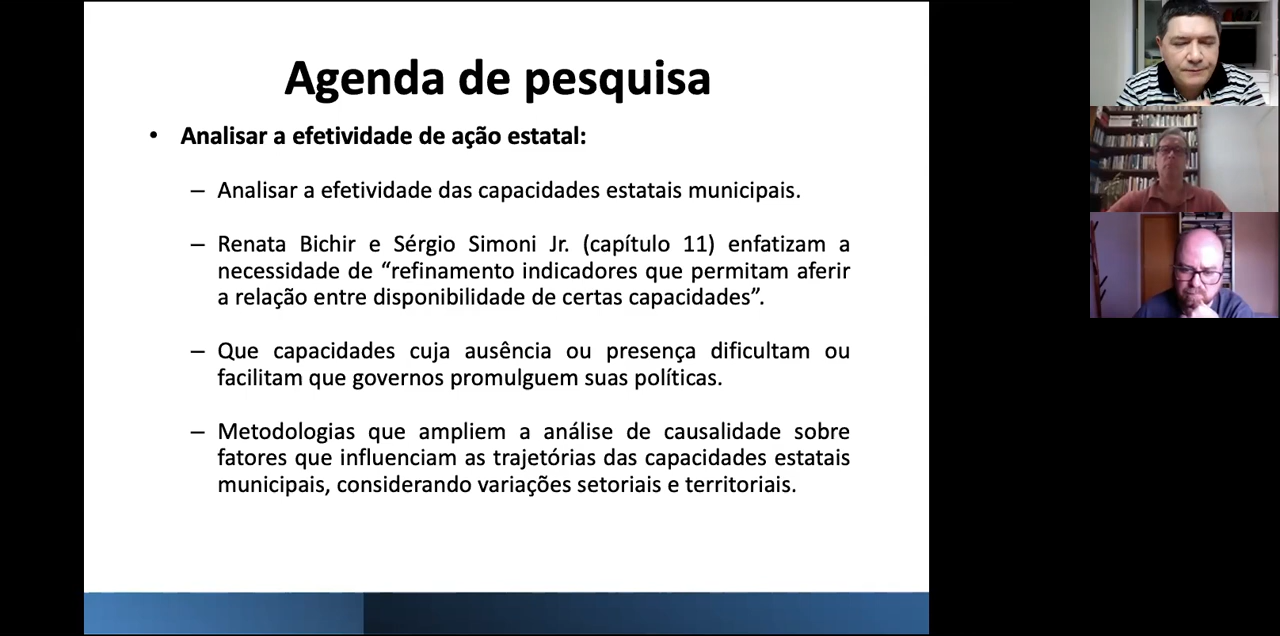 Agenda de pesquisa
• Analisar a efetividade de ação estatal:
– Analisar a efetividade das capacidades estatais municipais.
– Renata Bichir e Sérgio Simoni Jr. (capítulo 11) enfatizam a
necessidade de “refinamento indicadores que permitam aferir
a relação entre disponibilidade de certas capacidades”.
– Que capacidades cuja ausência ou presença dificultam ou
facilitam que governos promulguem suas políticas.
– Metodologias que ampliem a análise de causalidade sobre
fatores que influenciam as trajetórias das capacidades estatais
municipais, considerando variações setoriais e territoriais.